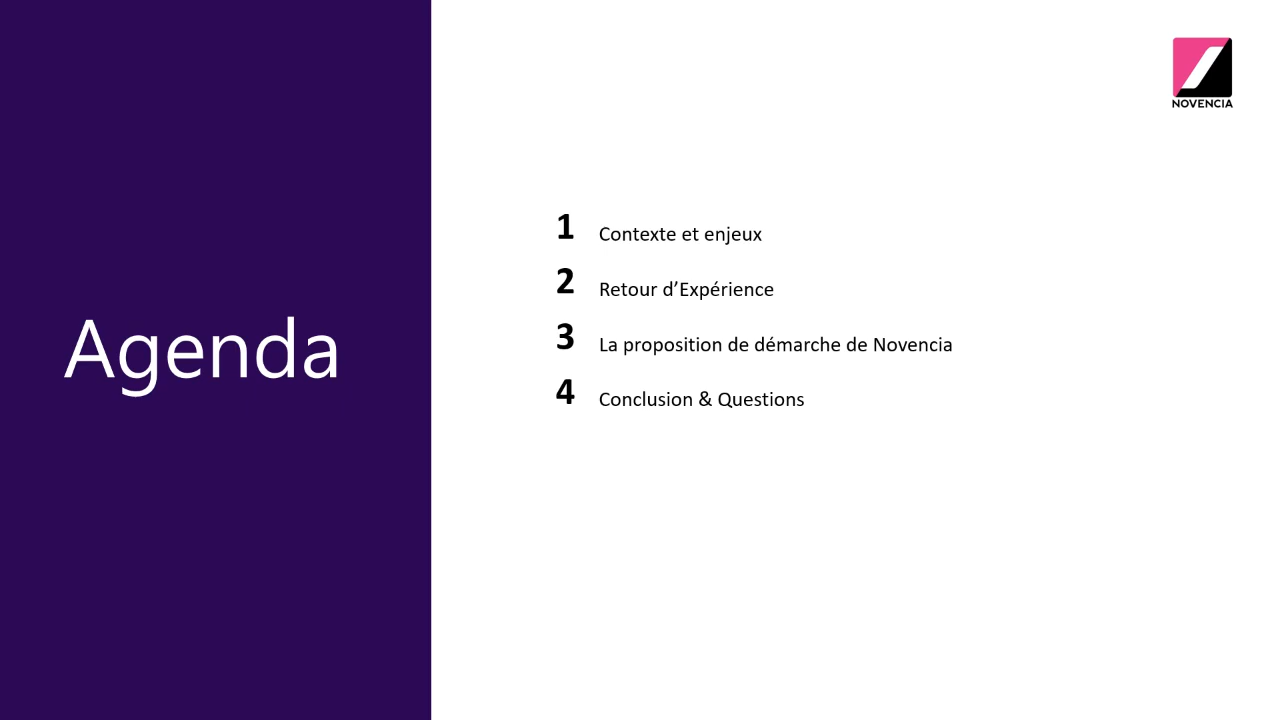 NOVENCIA
Agenda
1 Contexte et enjeux
2 Retour d’Expérience
3 La proposition de démarche de Novencia
4 Conclusion & Questions